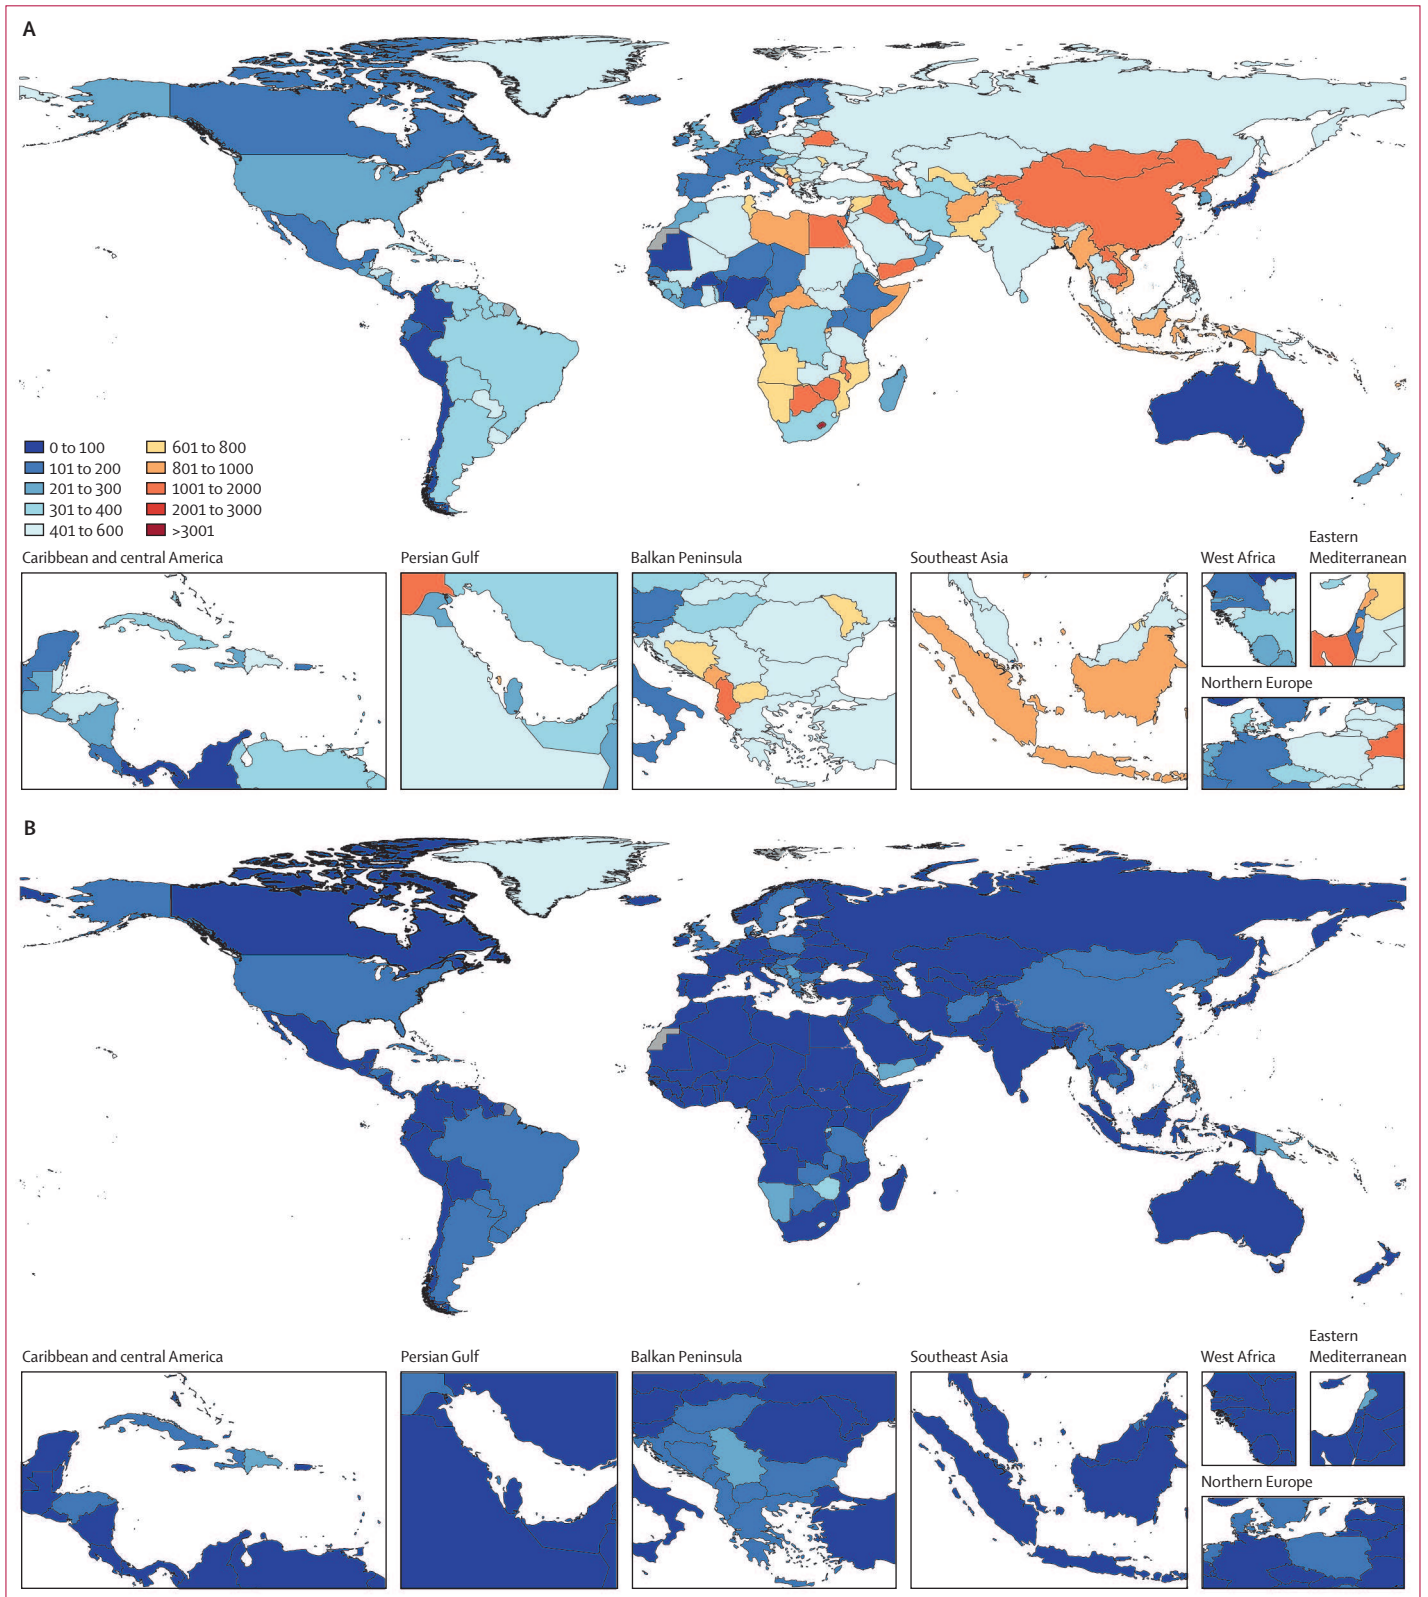 A
0 to 100
101 to 200
201 to 300
301 to 400
401 to 600
601 to 800
801 to 1000
1001 to 2000
2001 to 3000
>3001
Caribbean and central America
Persian Gulf
Balkan Peninsula
Southeast Asia
West Africa
Eastern
Mediterranean
Northern Europe
B
Caribbean and central America
Persian Gulf
Balkan Peninsula
Southeast Asia
West Africa
Eastern
Mediterranean
Northern Europe